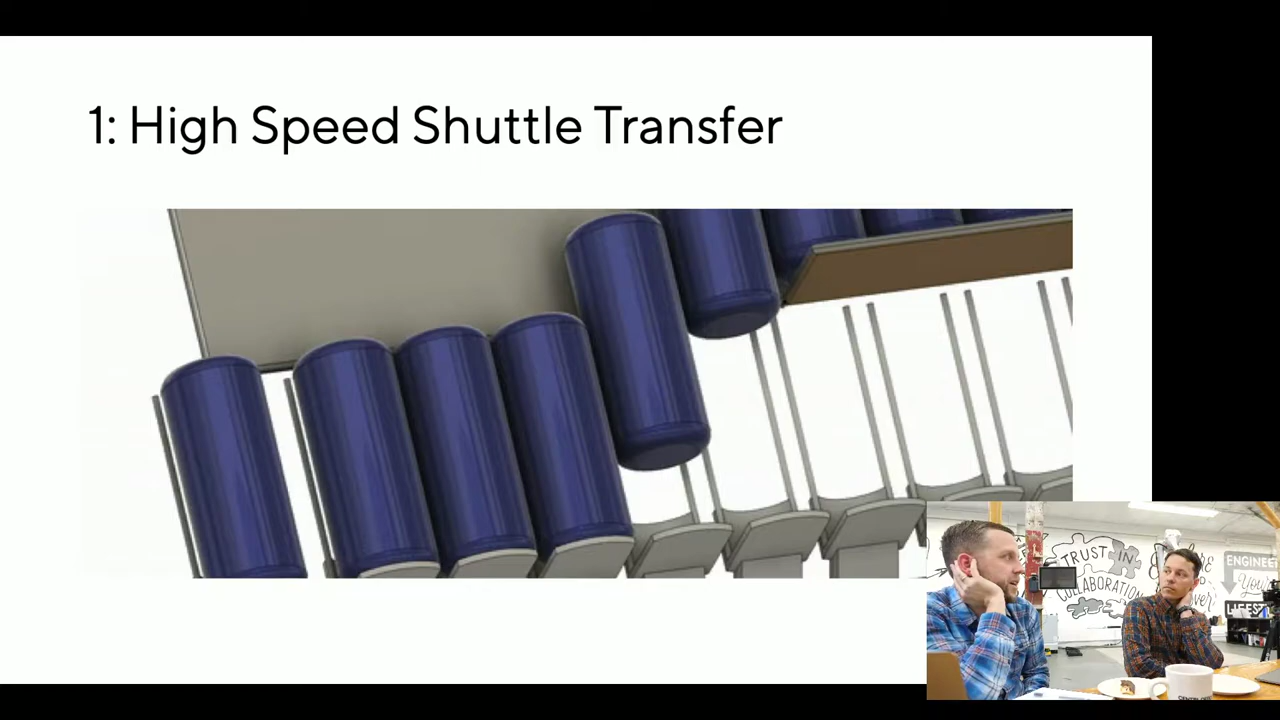 1: High Speed Shuttle Transfer
TRUST IN
COLLABORATION
ENGINEER